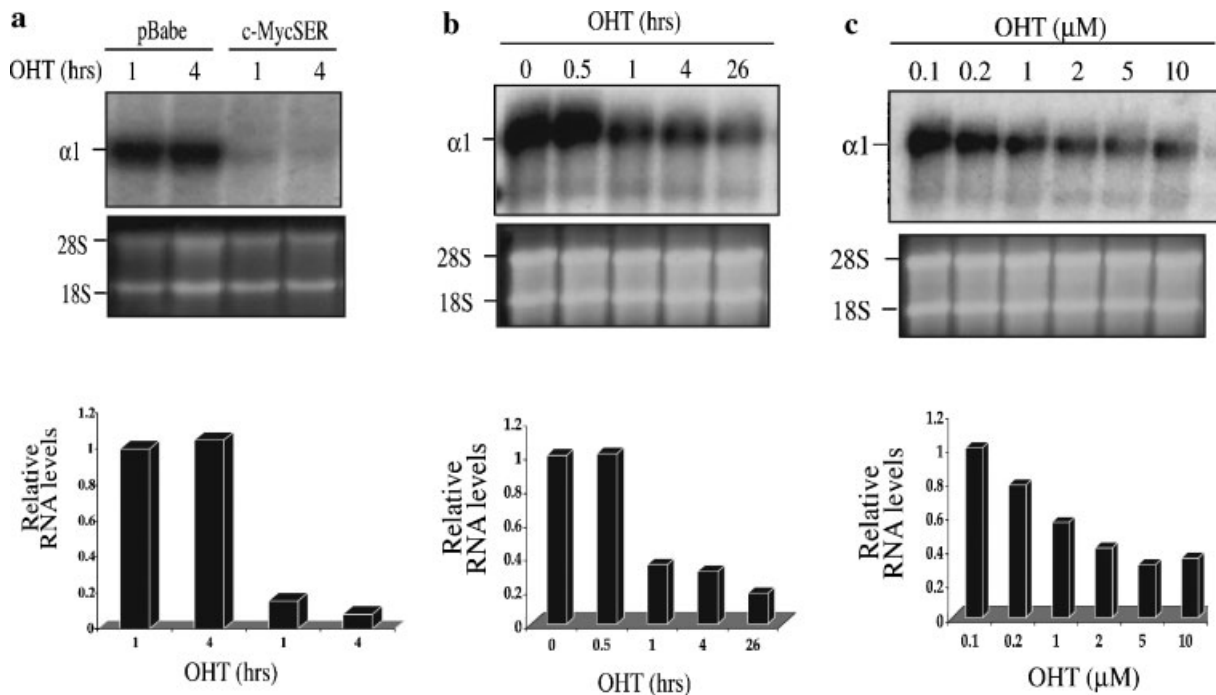 a
pBabe c-MycSER
OHT (hrs) 1 4 1 4
α1
28S
18S
Relative
RNA levels
1.2
1
0.8
0.6
0.4
0.2
0
1 4 1 4
OHT (hrs)
b
OHT (hrs)
0 0.5 1 4 26
α1
28S
18S
Relative
RNA levels
1.2
1
0.8
0.6
0.4
0.2
0
0 0.5 1 4 26
OHT (hrs)
c
OHT (μM)
0.1 0.2 1 2 5 10
α1
28S
18S
Relative
RNA levels
1.2
1
0.8
0.6
0.4
0.2
0
0.1 0.2 1 2 5 10
OHT (μM)